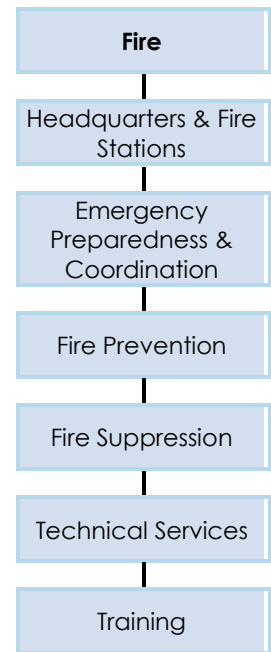 Fire
Headquarters & Fire
Stations
Emergency
Preparedness &
Coordination
Fire Prevention
Fire Suppression
Technical Services
Training